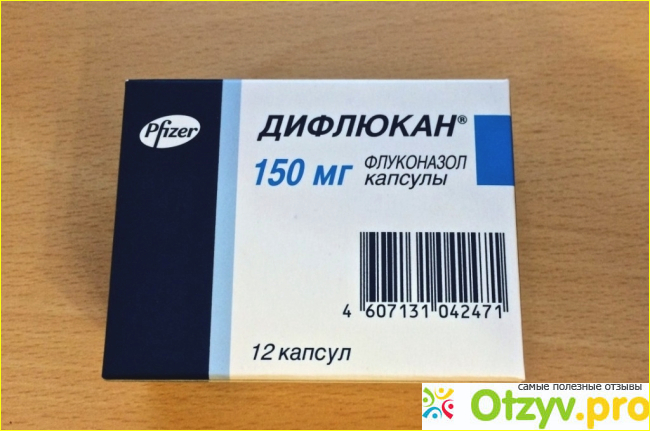 Pfizer
ДИФЛЮКАН®
150 мг ФЛУКОНАЗОЛ
капсулы
4 607131 042471
12 капсул
самые полезные отзывы
Otzyv.pro